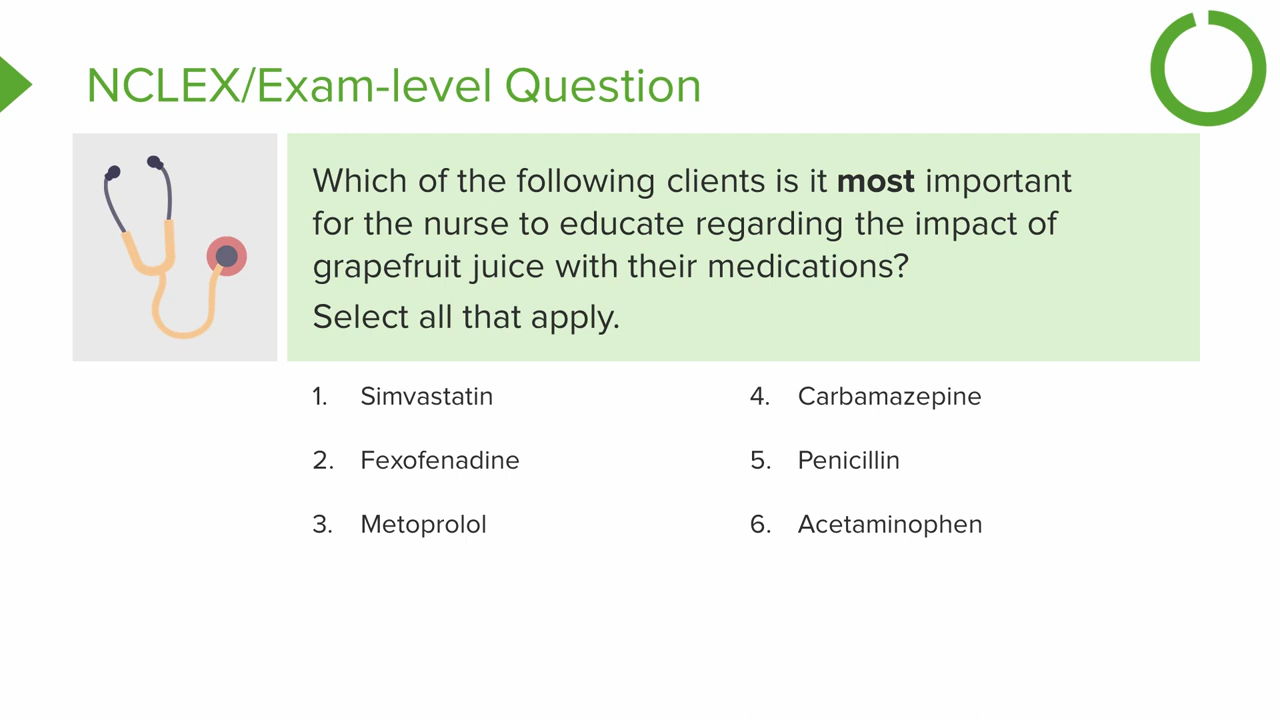 NCLEX/Exam-level Question
Which of the following clients is it most important
for the nurse to educate regarding the impact of
grapefruit juice with their medications?
Select all that apply.
1. Simvastatin
2. Fexofenadine
3. Metoprolol
4. Carbamazepine
5. Penicillin
6. Acetaminophen